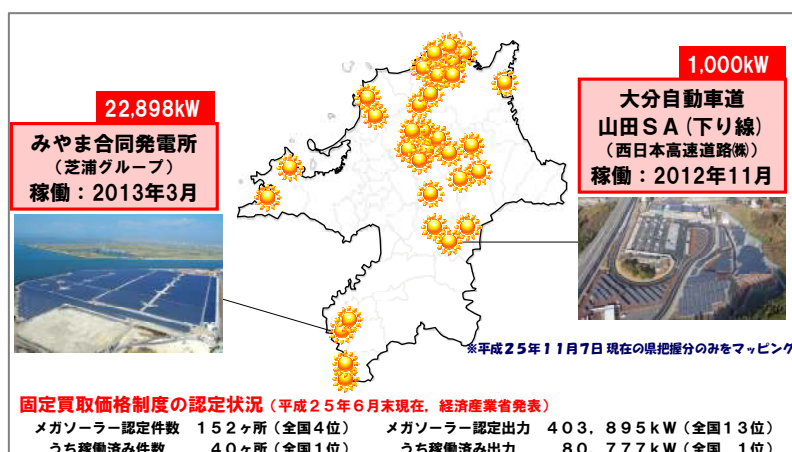 22,898kW
みやま合同発電所
（芝浦グループ）
稼働：2013年3月
1,000kW
大分自動車道
山田ＳＡ（下り線）
（西日本高速道路㈱）
稼働：2012年11月
※平成２５年１１月７日現在の県把握分のみをマッピング
固定買取価格制度の認定状況（平成２５年６月末現在，経済産業省発表）
メガソーラー認定件数　１５２ヶ所（全国４位）　メガソーラー認定出力　４０３，８９５ｋＷ（全国１３位）
うち稼働済み件数　４０ヶ所（全国１位）　うち稼働済み出力　８０，７７７ｋＷ（全国　１位）